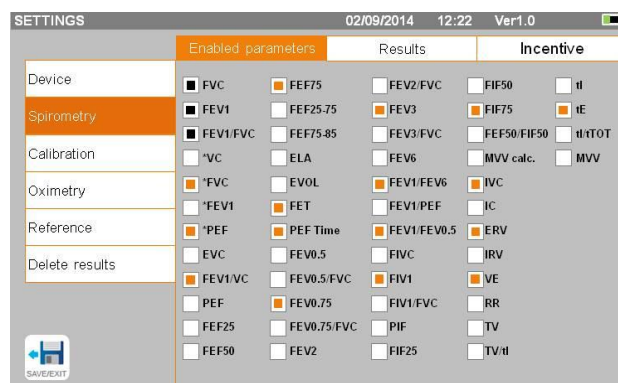 SETTINGS 02/09/2014 12:22 Ver1.0
Enabled parameters Results Incentive
Device
Spirometry
Calibration
Oximetry
Reference
Delete results
SAVE/EXIT
FVC FEF75 FEV2/FVC FIF50 tI
FEV1 FEF25-75 FEV3 FIF75 tE
FEV1/FVC FEF75-85 FEV3/FVC FEF50/FIF50 tI/tTOT
*VC ELA FEV6 MVV calc. MVV
*FVC EVOL FEV1/FEV6 IVC
*FEV1 FET FEV1/PEF IC
*PEF PEF Time FEV1/FEV0.5 ERV
EVC FEV0.5 FIVC IRV
FEV1/VC FEV0.5/FVC FIV1 VE
PEF FEV0.75 FIV1/FVC RR
FEF25 FEV0.75/FVC PIF TV
FEF50 FEV2 FIF25 TV/tI